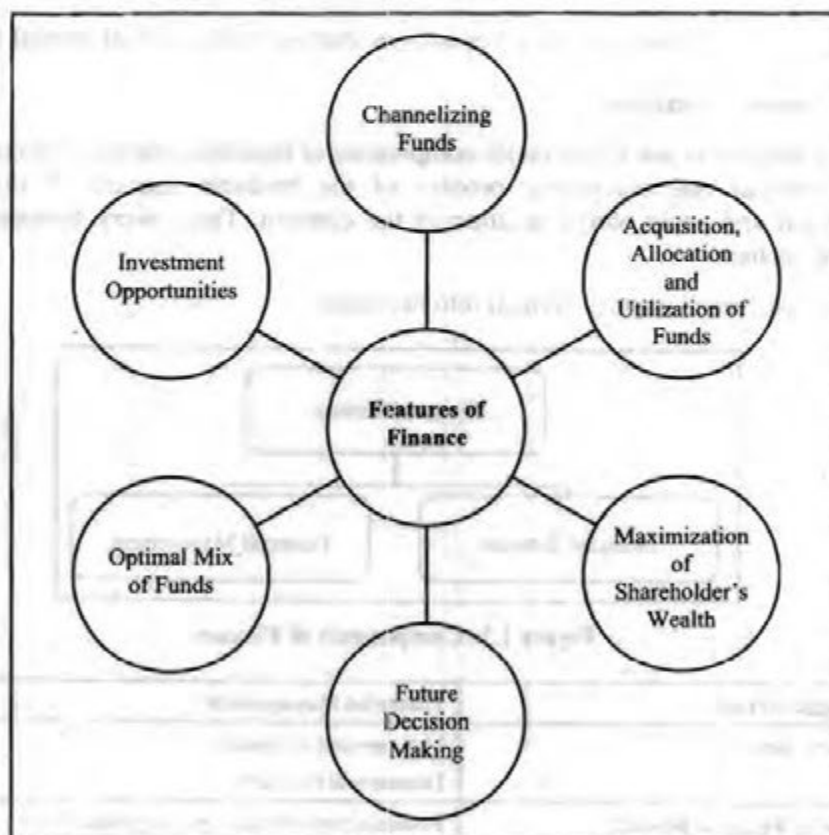 Channelizing
Funds
Acquisition,
Allocation
and
Utilization of
Funds
Investment
Opportunities
Features of
Finance
Optimal Mix
of Funds
Maximization
of
Shareholder's
Wealth
Future
Decision
Making